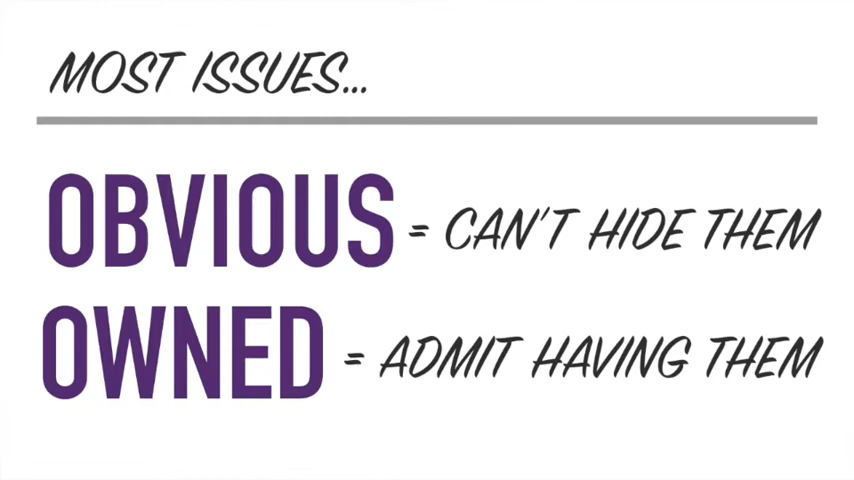 MOST ISSUES...
OBVIOUS = CAN'T HIDE THEM
OWNED = ADMIT HAVING THEM